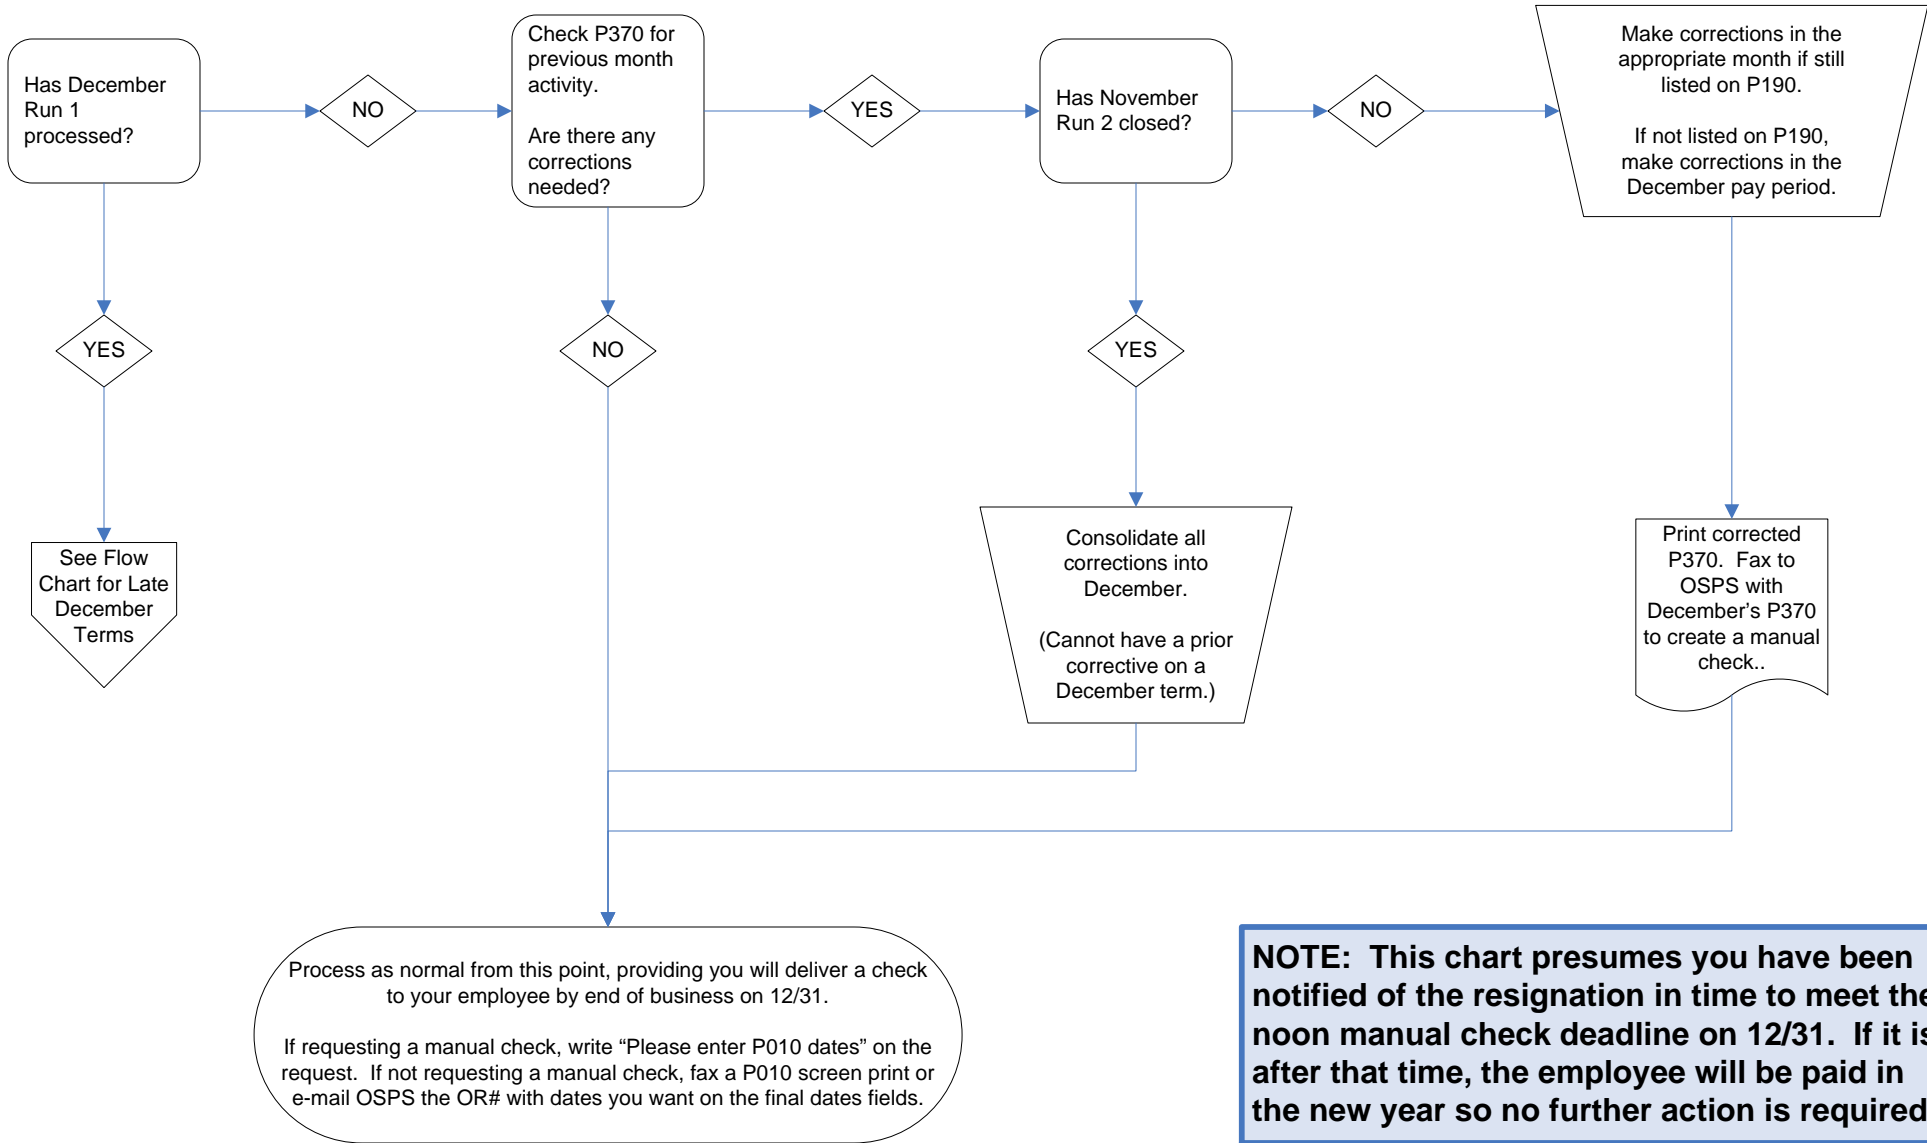 Has December
Run 1
processed?
NO
Check P370 for
previous month
activity.
Are there any
corrections
needed?
YES
Has November
Run 2 closed?
NO
Make corrections in the
appropriate month if still
listed on P190.
If not listed on P190,
make corrections in the
December pay period.
YES
NO
YES
See Flow
Chart for Late
December
Terms
Consolidate all
corrections into
December.
(Cannot have a prior
corrective on a
December term.)
Print corrected
P370.  Fax to
OSPS with
December’s P370
to create a manual
check..
Process as normal from this point, providing you will deliver a check
to your employee by end of business on 12/31.
If requesting a manual check, write “Please enter P010 dates” on the
request.  If not requesting a manual check, fax a P010 screen print or
e-mail OSPS the OR# with dates you want on the final dates fields.
NOTE:  This chart presumes you have been
notified of the resignation in time to meet the
noon manual check deadline on 12/31.  If it is
after that time, the employee will be paid in
the new year so no further action is required